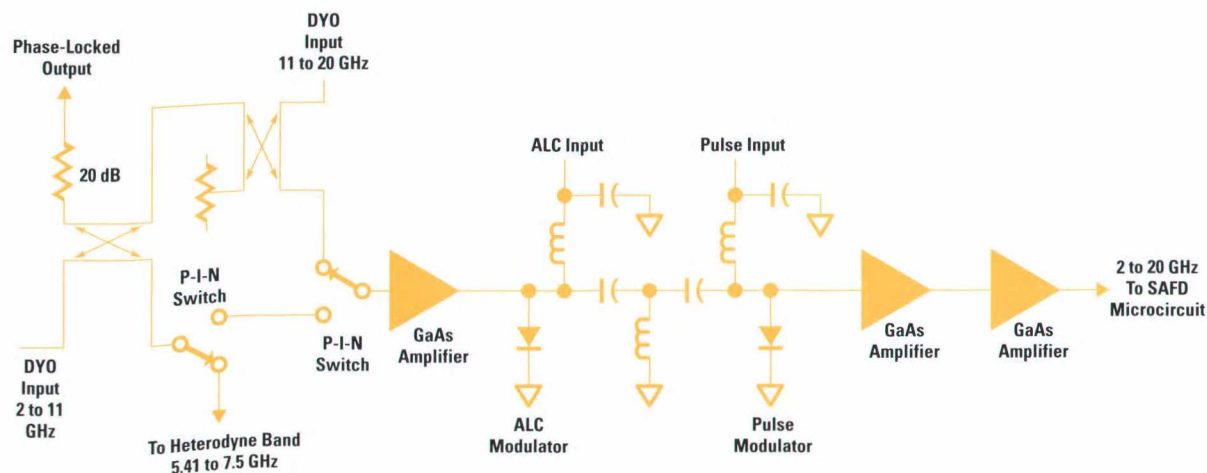 Phase-Locked
Output
20 dB
DYO
Input
11 to 20 GHz
ALC Input
Pulse Input
P-I-N
Switch
P-I-N
Switch
GaAs
Amplifier
ALC
Modulator
Pulse
Modulator
GaAs
Amplifier
GaAs
Amplifier
2 to 20 GHz
To SAFD
Microcircuit
DYO
Input
2 to 11
GHz
To Heterodyne Band
5.41 to 7.5 GHz